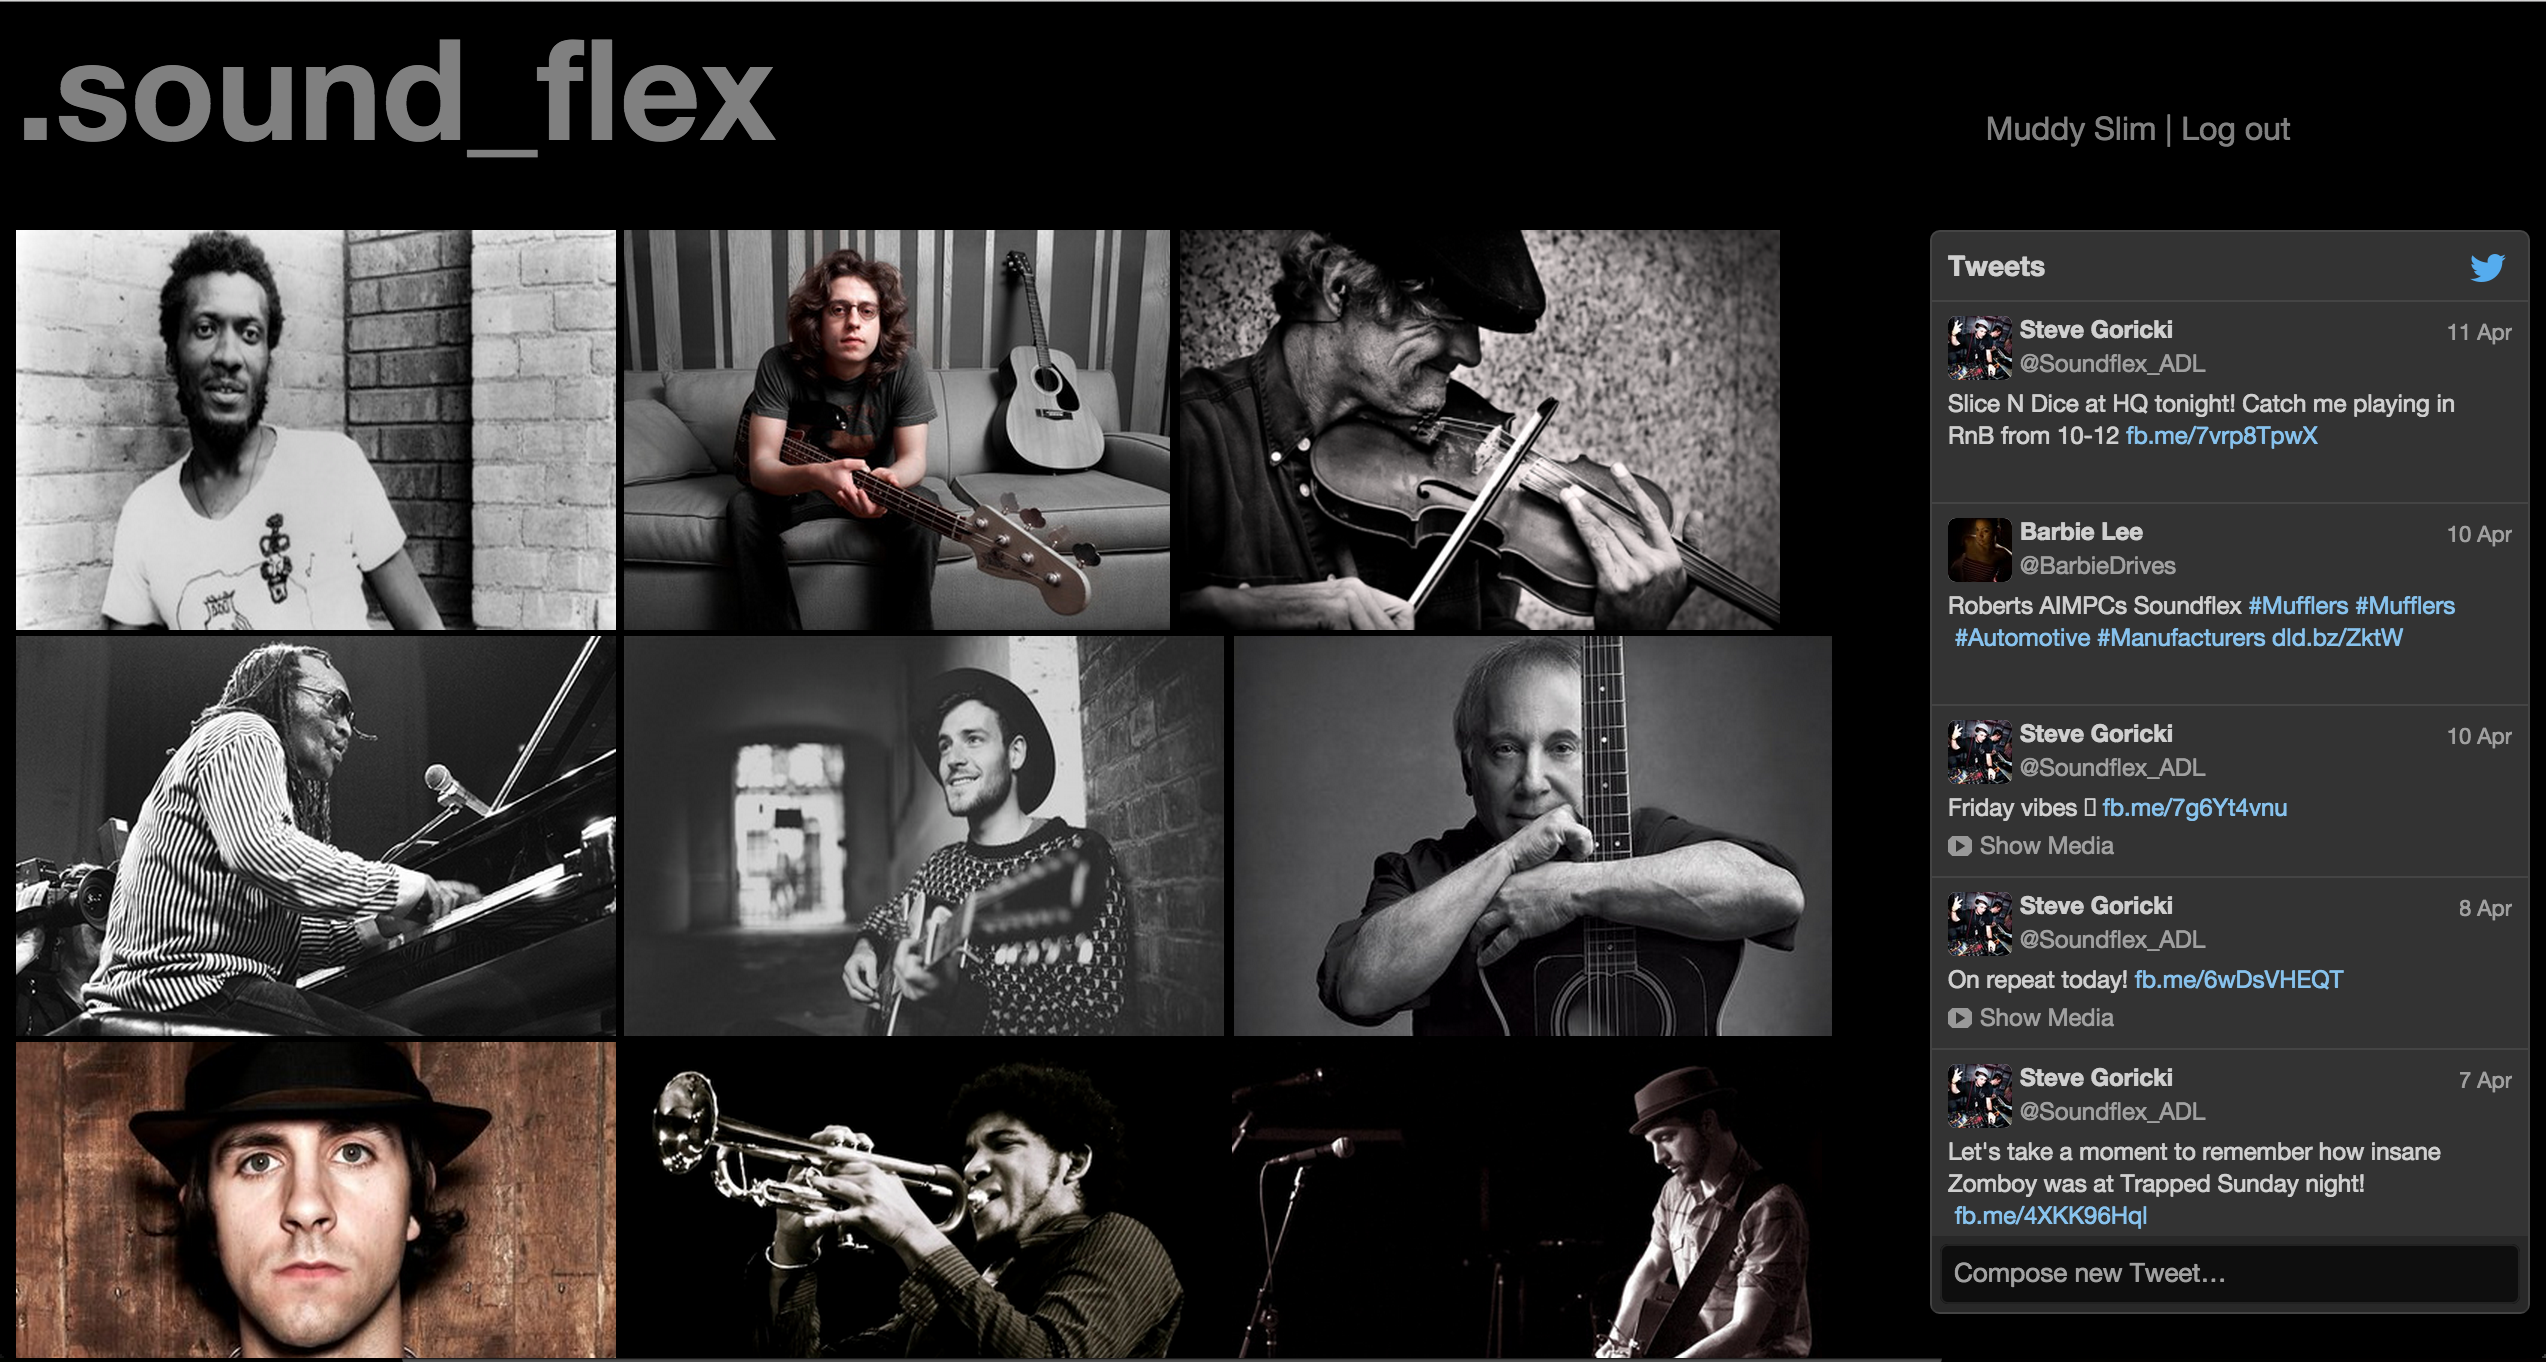 .sound_flex
Muddy Slim | Log out
Tweets
Steve Goricki
11 Apr
@Soundflex_ADL
Slice N Dice at HQ tonight! Catch me playing in
RnB from 10-12 fb.me/7vrp8TpwX
Barbie Lee
10 Apr
@BarbieDrives
Roberts AIMPCs Soundflex #Mufflers #Mufflers
#Automotive #Manufacturers dld.bz/ZktW
Steve Goricki
10 Apr
@Soundflex_ADL
Friday vibes fb.me/7g6Yt4vnu
Show Media
Steve Goricki
8 Apr
@Soundflex_ADL
On repeat today! fb.me/6wDsVHEQT
Show Media
Steve Goricki
7 Apr
@Soundflex_ADL
Let's take a moment to remember how insane
Zomboy was at Trapped Sunday night!
fb.me/4XKK96Hql
Compose new Tweet...